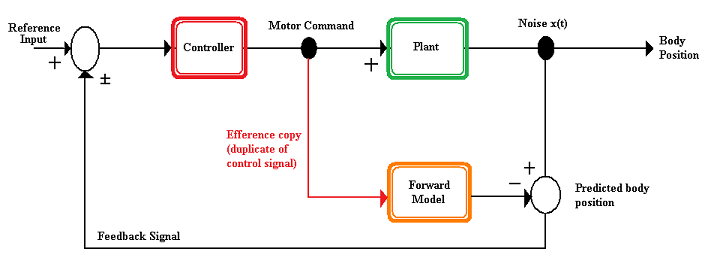 Reference
Input
+
±
Controller
Motor Command
+
Plant
Noise x(t)
Body
Position
Efference copy
(duplicate of
control signal)
Forward
Model
−
+
Predicted body
position
Feedback Signal